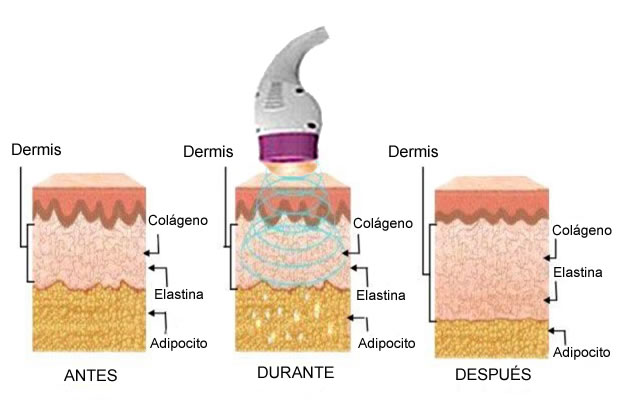 Dermis
Colágeno
Elastina
Adipocito
ANTES
Dermis
Colágeno
Elastina
Adipocito
DURANTE
Dermis
Colágeno
Elastina
Adipocito
DESPUÉS